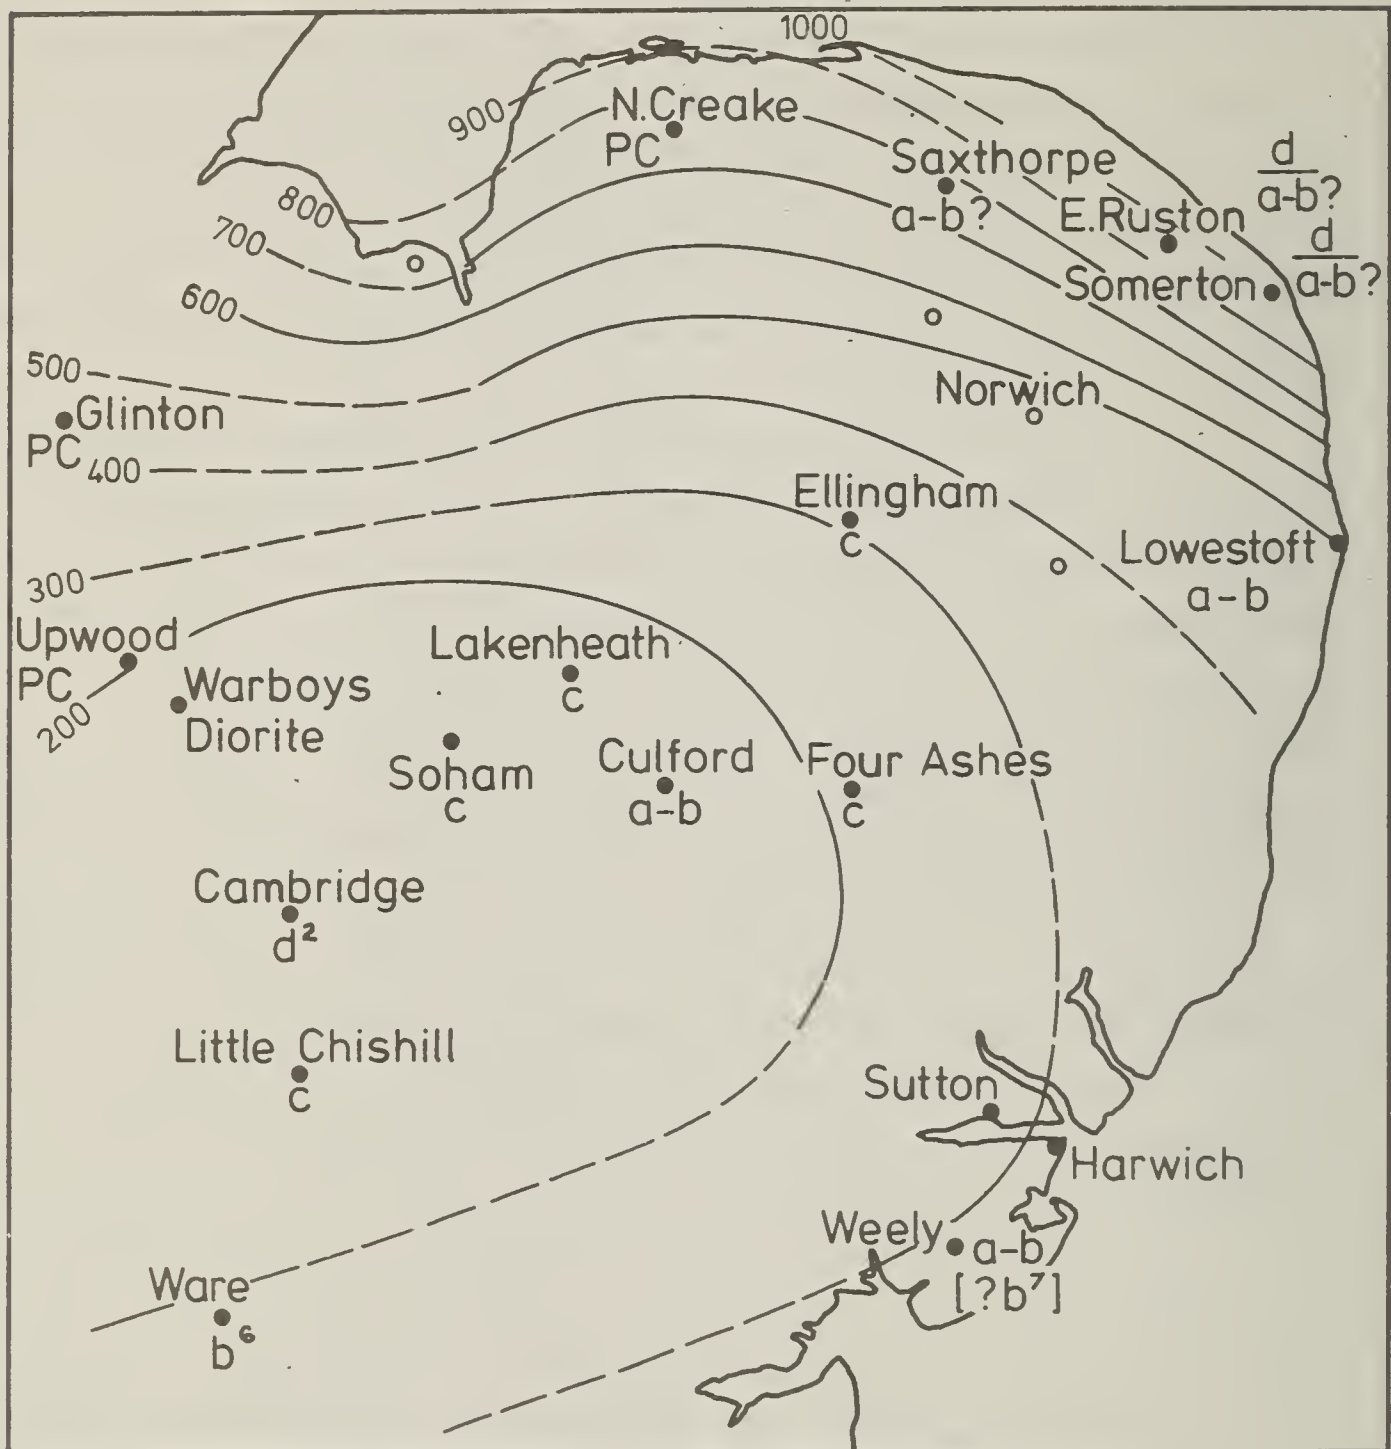 1000
900
N.Creake
PC
Saxthorpe
a-b?
d
a-b?
E.Ruston
d
a-b?
Somerton
800
700
600
500
Glinton
PC
400
Norwich
Ellingham
c
Lowestoft
a-b
300
Upwood
PC
200
Warboys
Diorite
Lakenheath
c
Soham
c
Culford
a-b
Four Ashes
c
Cambridge
d²
Little Chishill
c
Sutton
Harwich
Weely
a-b
[?b⁷]
Ware
b⁶